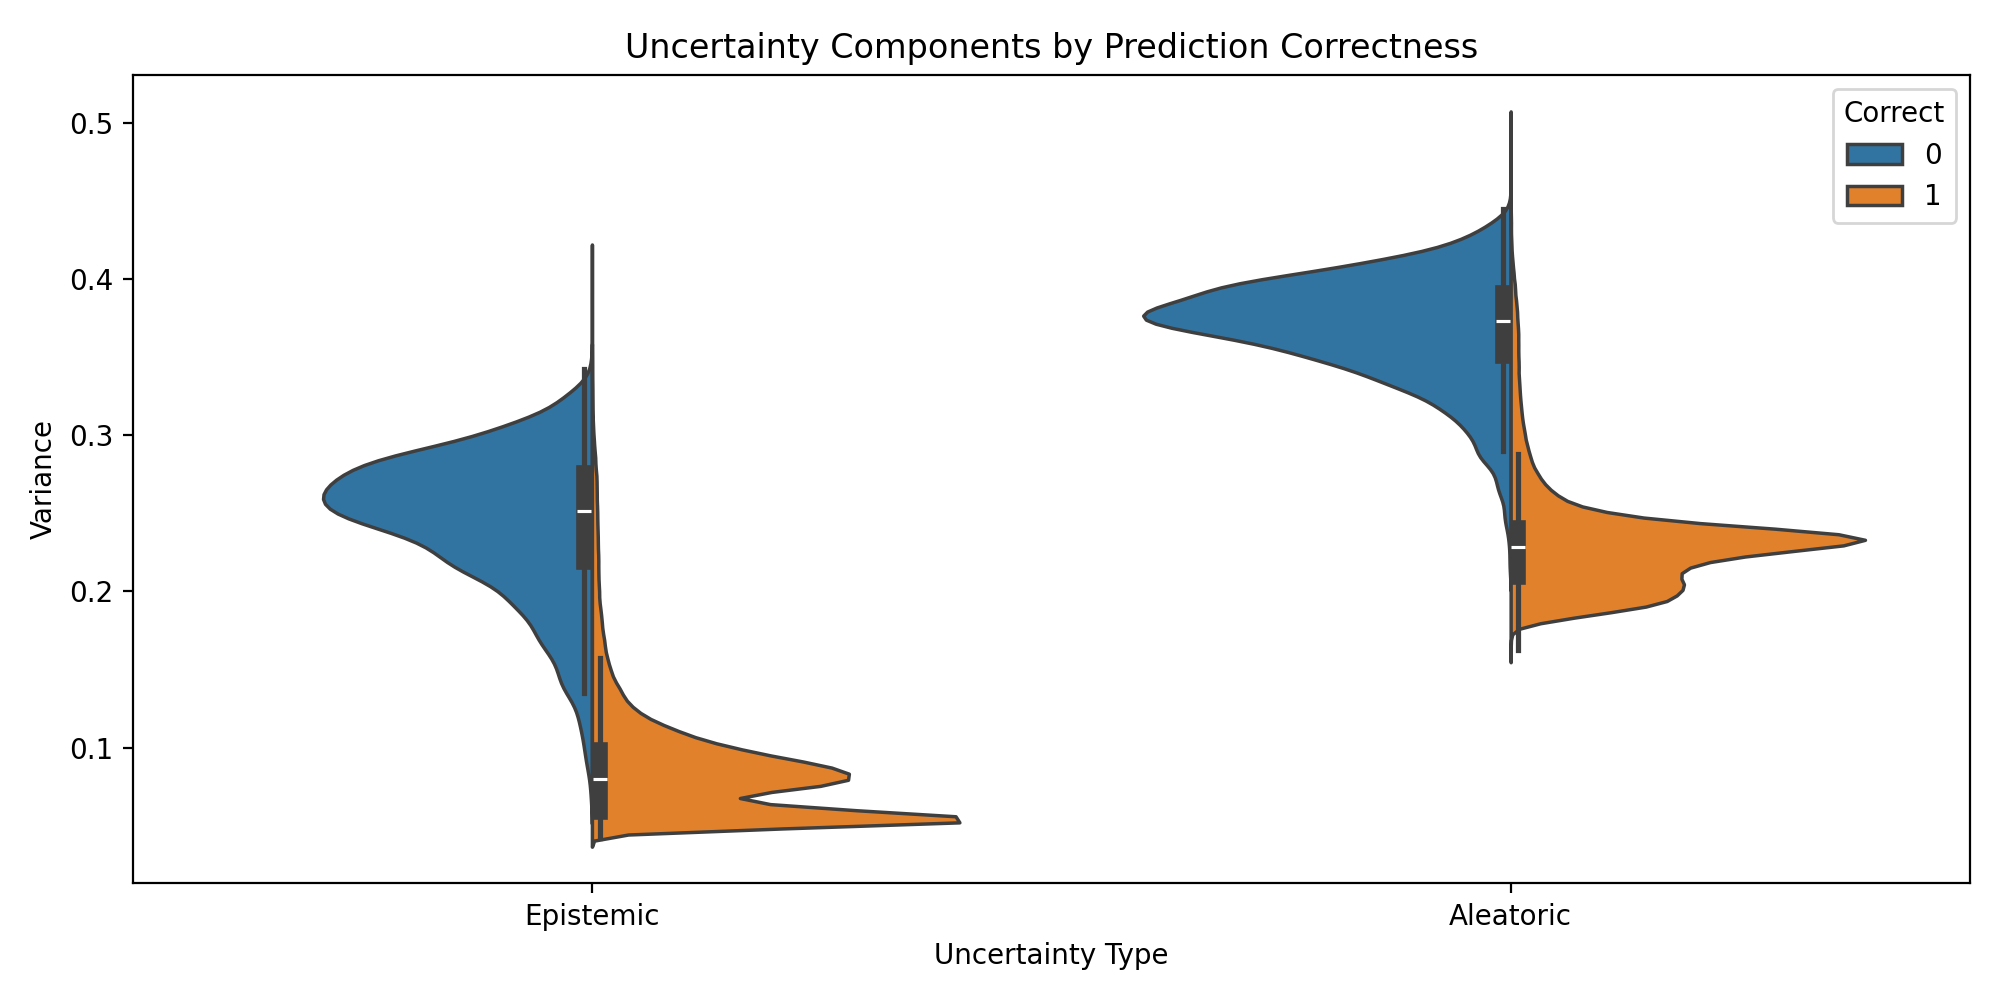 Uncertainty Components by Prediction Correctness
Correct
0
1
0.5
0.4
0.3
0.2
0.1
Variance
Epistemic
Aleatoric
Uncertainty Type